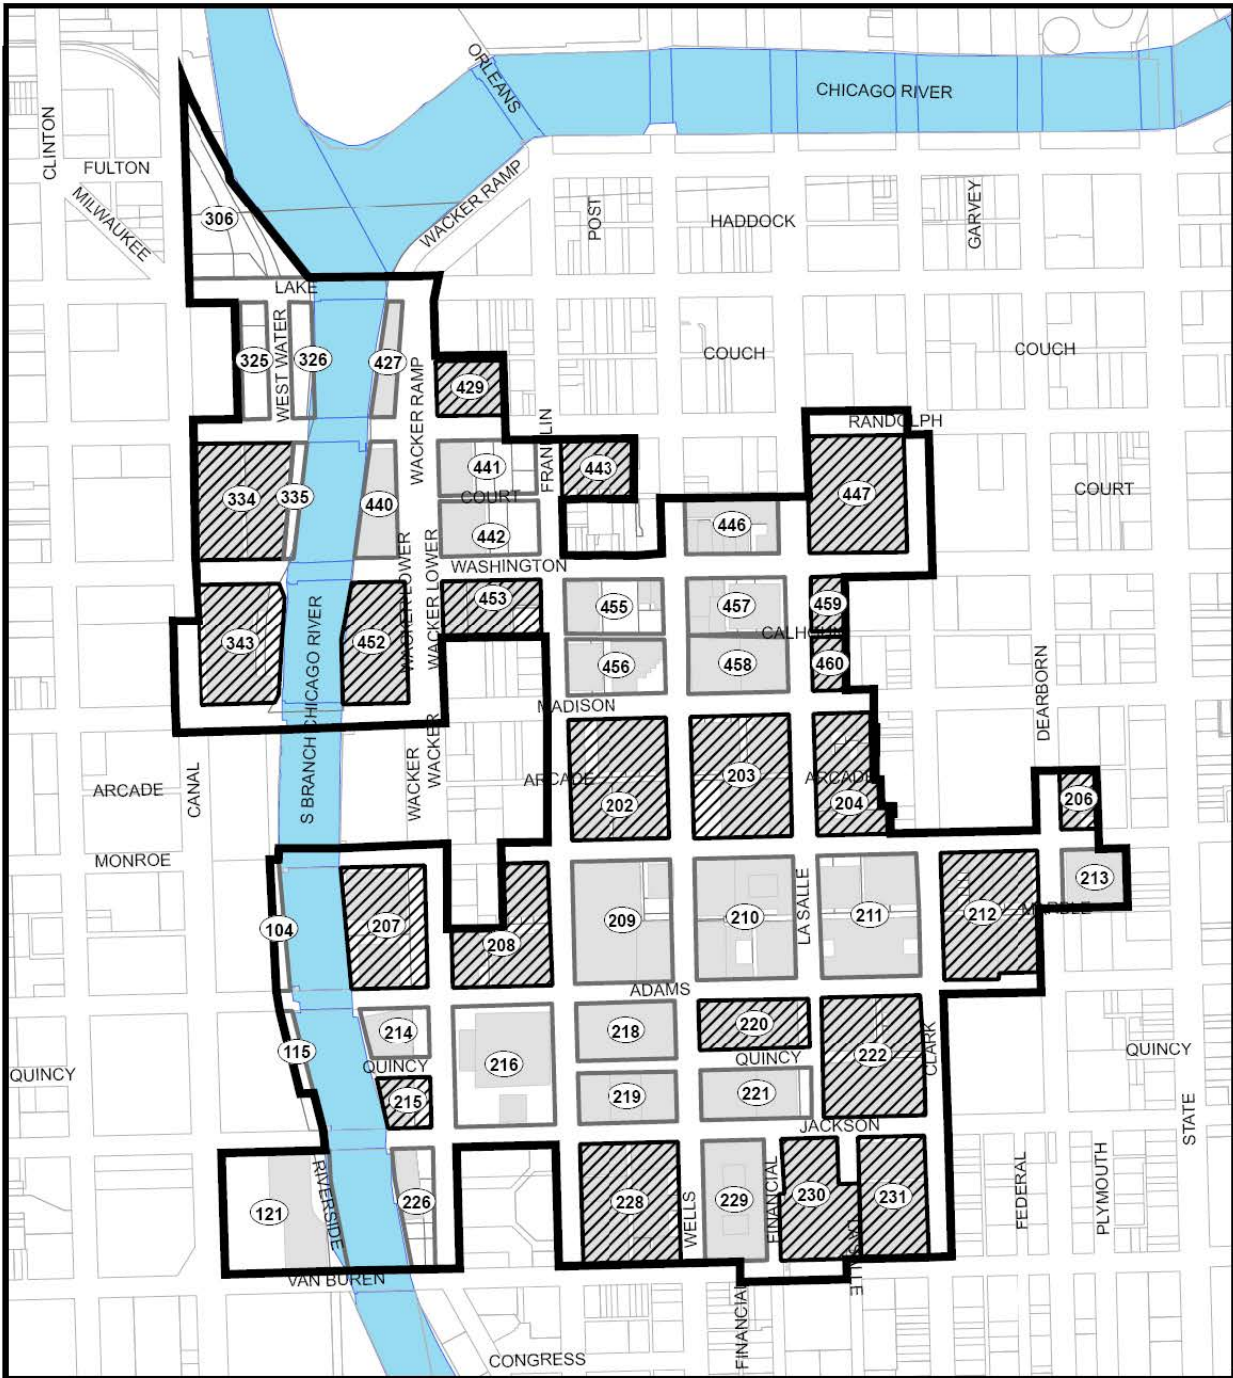 ORLEANS
CHICAGO RIVER
CLINTON
FULTON
MILWAUKEE
306
WACKER RAMP
POST
HADDOCK
GARVEY
LAKE
325
WEST WATER
326
427
WACKER RAMP
429
COUCH
COUCH
RANDOLPH
FRANKLIN
334
335
440
441
COURT
442
443
446
447
COURT
WASHINGTON
WACKER LOWER
WACKER LOWER
343
S BRANCH CHICAGO RIVER
452
453
455
457
459
CALHOUN
456
458
460
MADISON
DEARBORN
ARCADE
CANAL
WACKER
WACKER
ARCADE
202
203
ARCADE
204
206
MONROE
104
207
208
209
210
LA SALLE
211
212
MARBLE
213
ADAMS
115
214
QUINCY
215
216
218
219
220
QUINCY
221
222
CLARK
QUINCY
QUINCY
JACKSON
STATE
121
RIVERSIDE
226
228
WELLS
229
FINANCIAL
230
231
FEDERAL
PLYMOUTH
VAN BUREN
FINANCIAL
CONGRESS